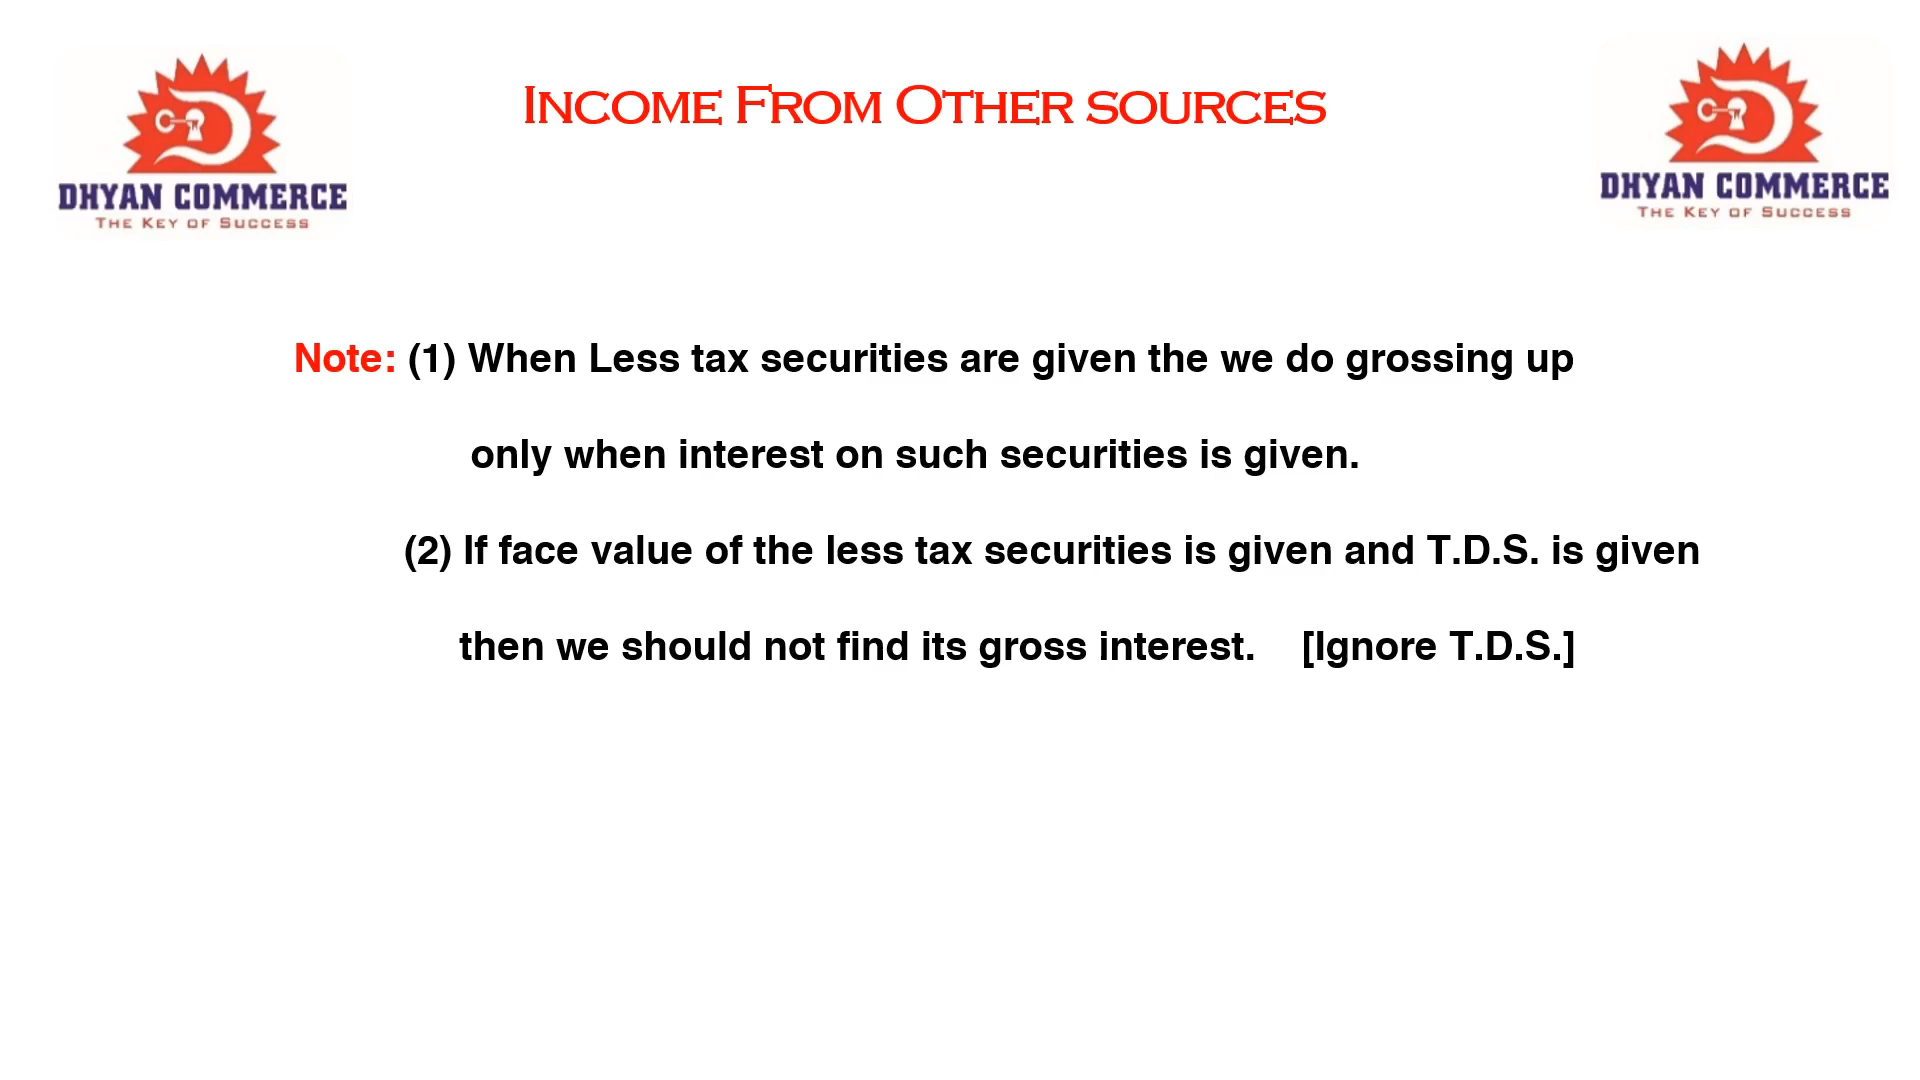 INCOME FROM OTHER SOURCES
DHYAN COMMERCE
THE KEY OF SUCCESS
DHYAN COMMERCE
THE KEY OF SUCCESS
Note: (1) When Less tax securities are given the we do grossing up
only when interest on such securities is given.
(2) If face value of the less tax securities is given and T.D.S. is given
then we should not find its gross interest. [Ignore T.D.S.]